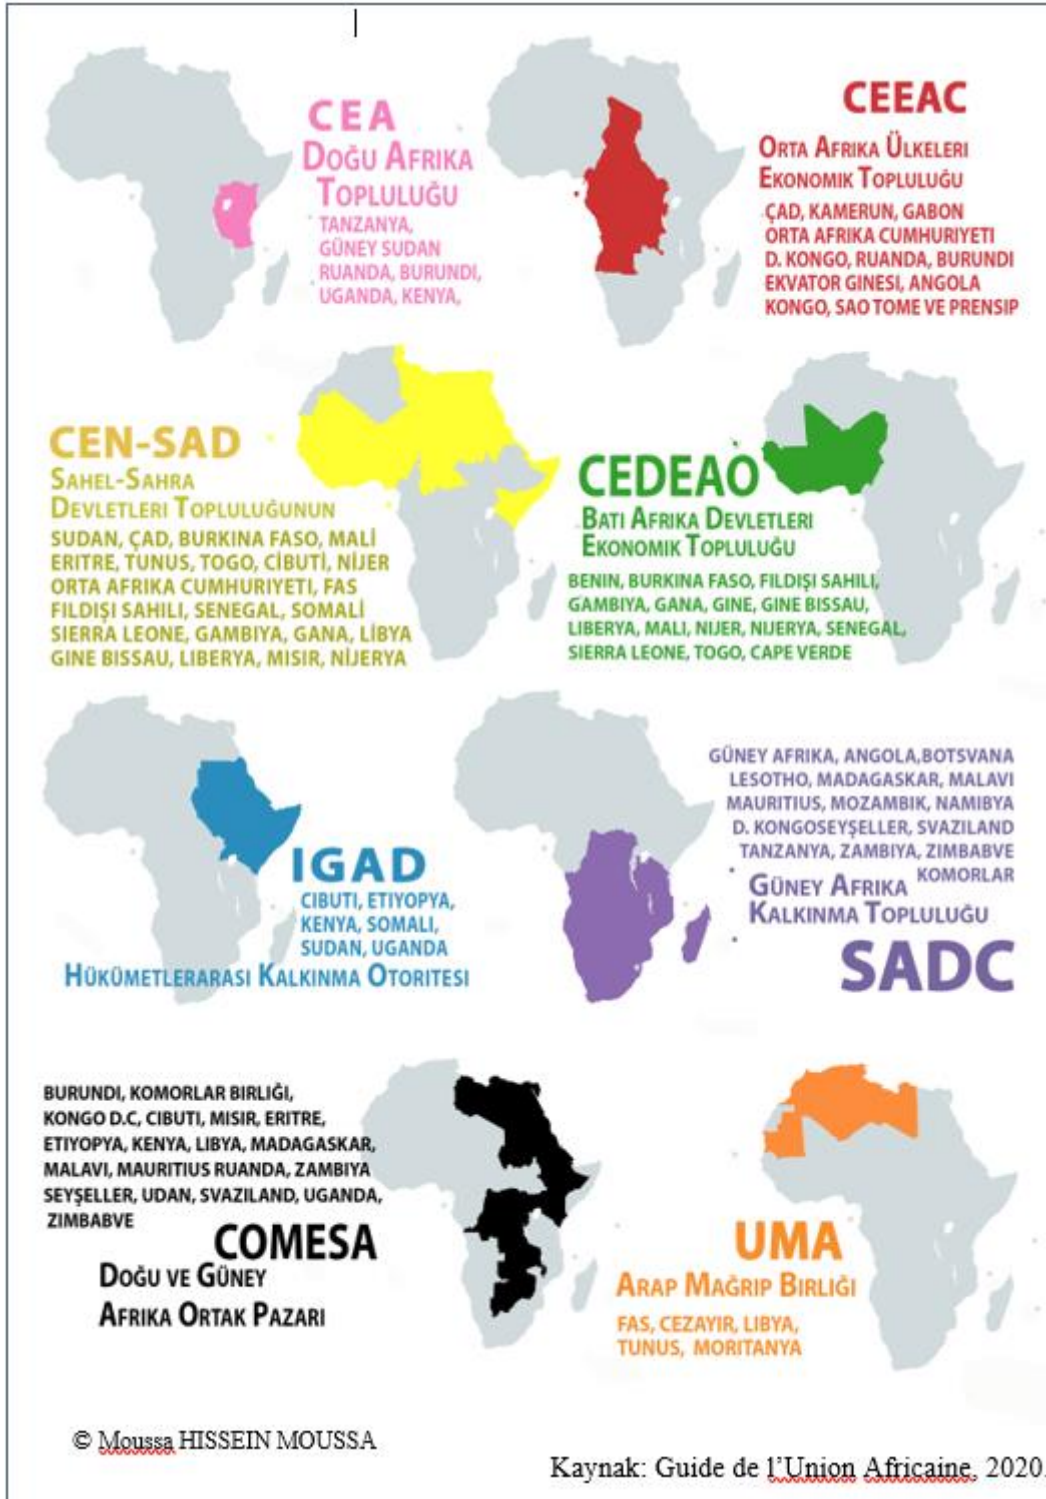 CEA
DOĞU AFRIKA
TOPLULUĞU
TANZANYA,
GÜNEY SUDAN
RUANDA, BURUNDI,
UGANDA, KENYA,
CEEAC
ORTA AFRIKA ÜLKELERI
EKONOMIK TOPLULUĞU
ÇAD, KAMERUN, GABON
ORTA AFRIKA CUMHURIYETI
D. KONGO, RUANDA, BURUNDI
EKVATOR GINESI, ANGOLA
KONGO, SAO TOME VE PRENSIP
CEN-SAD
SAHEL-SAHRA
DEVLETLERI TOPLULUĞUNUN
SUDAN, ÇAD, BURKINA FASO, MALİ
ERITRE, TUNUS, TOGO, CİBUTİ, NİJER
ORTA AFRIKA CUMHURIYETI, FAS
FILDIŞI SAHILI, SENEGAL, SOMALİ
SIERRA LEONE, GAMBIYA, GANA, LİBYA
GINE BISSAU, LIBERYA, MISIR, NİJERYA
CEDEAO
BATI AFRIKA DEVLETLERI
EKONOMIK TOPLULUĞU
BENIN, BURKINA FASO, FILDIŞI SAHILI,
GAMBIYA, GANA, GINE, GINE BISSAU,
LIBERYA, MALI, NIJER, NIJERYA, SENEGAL,
SIERRA LEONE, TOGO, CAPE VERDE
IGAD
CIBUTI, ETIYOPYA,
KENYA, SOMALI,
SUDAN, UGANDA
HÜKÜMETLERARASI KALKINMA OTORITESI
GÜNEY AFRIKA, ANGOLA,BOTSVANA
LESOTHO, MADAGASKAR, MALAVI
MAURITIUS, MOZAMBIK, NAMIBYA
D. KONGOSEYŞELLER, SVAZILAND
TANZANYA, ZAMBIYA, ZIMBABVE
KOMORLAR
GÜNEY AFRIKA
KALKINMA TOPLULUĞU
SADC
BURUNDI, KOMORLAR BIRLIĞI,
KONGO D.C, CIBUTI, MISIR, ERITRE,
ETIYOPYA, KENYA, LIBYA, MADAGASKAR,
MALAVI, MAURITIUS RUANDA, ZAMBIYA
SEYŞELLER, UDAN, SVAZILAND, UGANDA,
ZIMBABVE
COMESA
DOĞU VE GÜNEY
AFRIKA ORTAK PAZARI
UMA
ARAP MAĞRIP BIRLIĞI
FAS, CEZAYIR, LIBYA,
TUNUS, MORITANYA
© Moussa HISSEIN MOUSSA
Kaynak: Guide de l'Union Africaine, 2020.